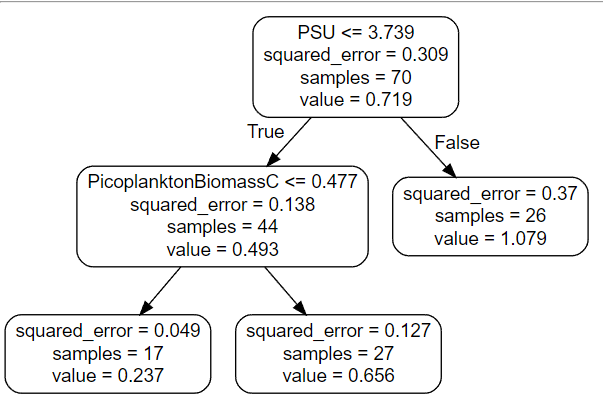 PSU <= 3.739
squared_error = 0.309
samples = 70
value = 0.719
True
False
PicoplanktonBiomassC <= 0.477
squared_error = 0.138
samples = 44
value = 0.493
squared_error = 0.37
samples = 26
value = 1.079
squared_error = 0.049
samples = 17
value = 0.237
squared_error = 0.127
samples = 27
value = 0.656